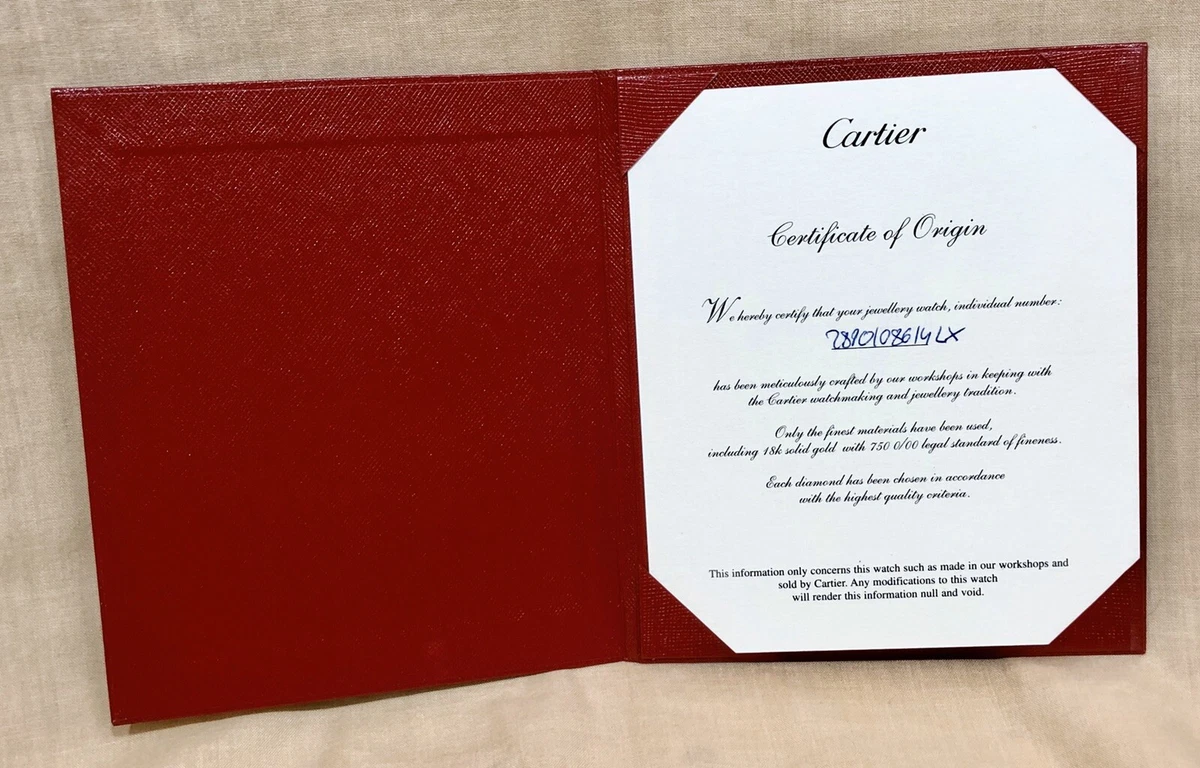 Cartier
Certificate of Origin
We hereby certify that your jewellery watch, individual number:
2890108614LX
has been meticulously crafted by our workshops in keeping with
the Cartier watchmaking and jewellery tradition.
Only the finest materials have been used,
including 18k solid gold with 750 0/00 legal standard of fineness.
Each diamond has been chosen in accordance
with the highest quality criteria.
This information only concerns this watch such as made in our workshops and
sold by Cartier. Any modifications to this watch
will render this information null and void.